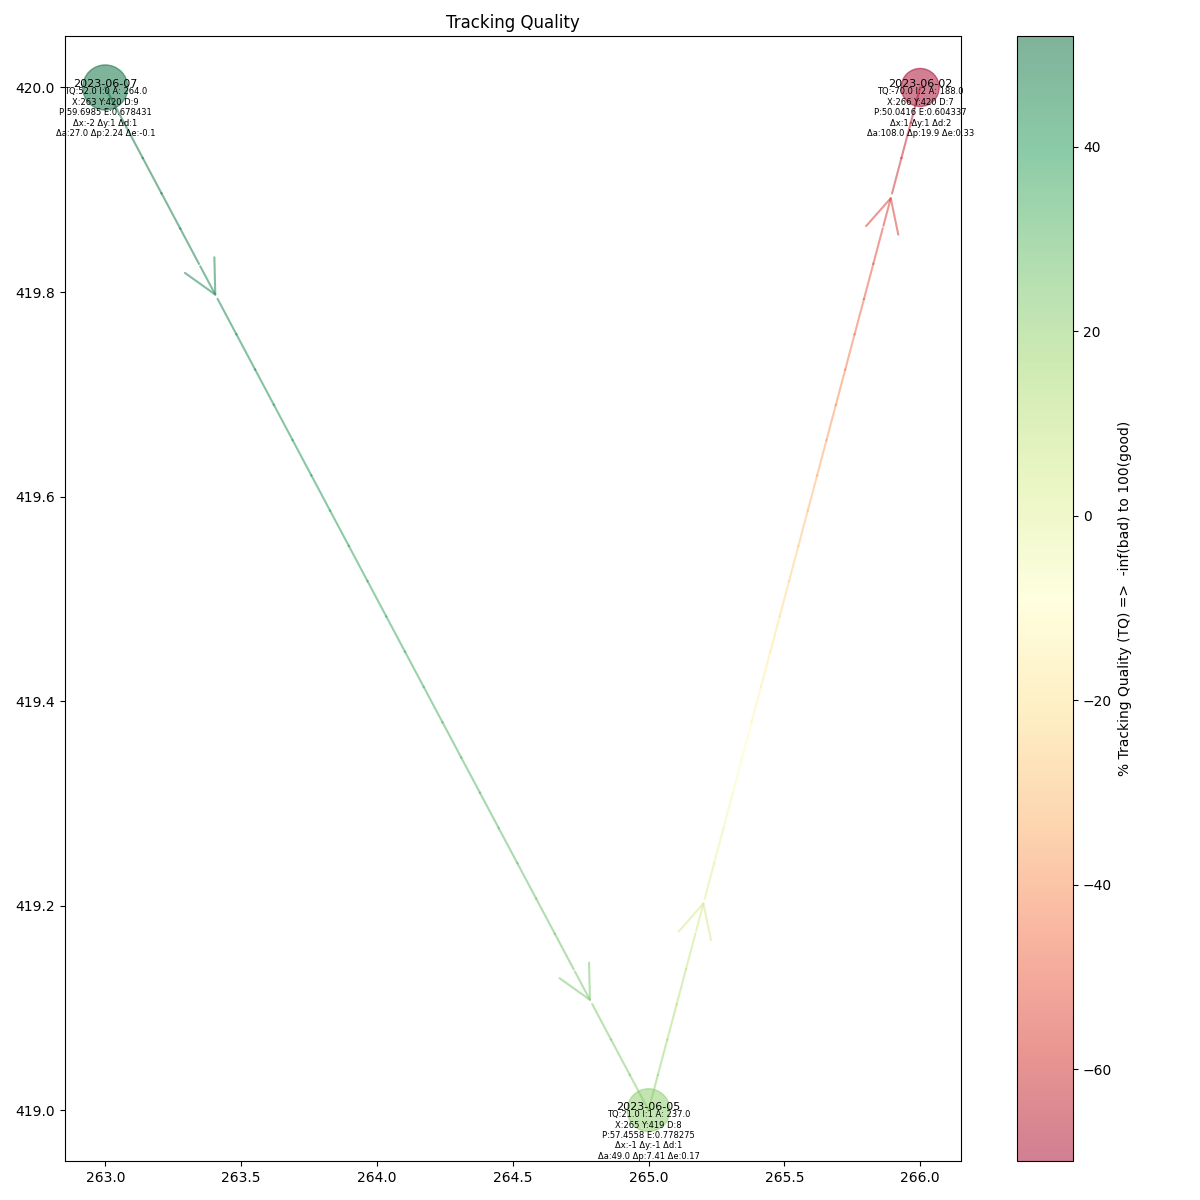 Tracking Quality
420.0
419.8
419.6
419.4
419.2
419.0
2023-06-07
TQ:52.0 I:0 A: 264.0
X:263 Y:420 D:9
P:59.6985 E:0.678431
Δx:-2 Δy:1 Δd:1
Δa:27.0 Δp:2.24 Δe:-0.1
2023-06-02
TQ:-70.0 I:2 A: 188.0
X:266 Y:420 D:7
P:50.0416 E:0.604337
Δx:1 Δy:1 Δd:2
Δa:108.0 Δp:19.9 Δe:0.33
2023-06-05
TQ:21.0 I:1 A: 237.0
X:265 Y:419 D:8
P:57.4558 E:0.778275
Δx:-1 Δy:-1 Δd:1
Δa:49.0 Δp:7.41 Δe:0.17
263.0
263.5
264.0
264.5
265.0
265.5
266.0
40
20
0
−20
−40
−60
% Tracking Quality (TQ) =>  -inf(bad) to 100(good)